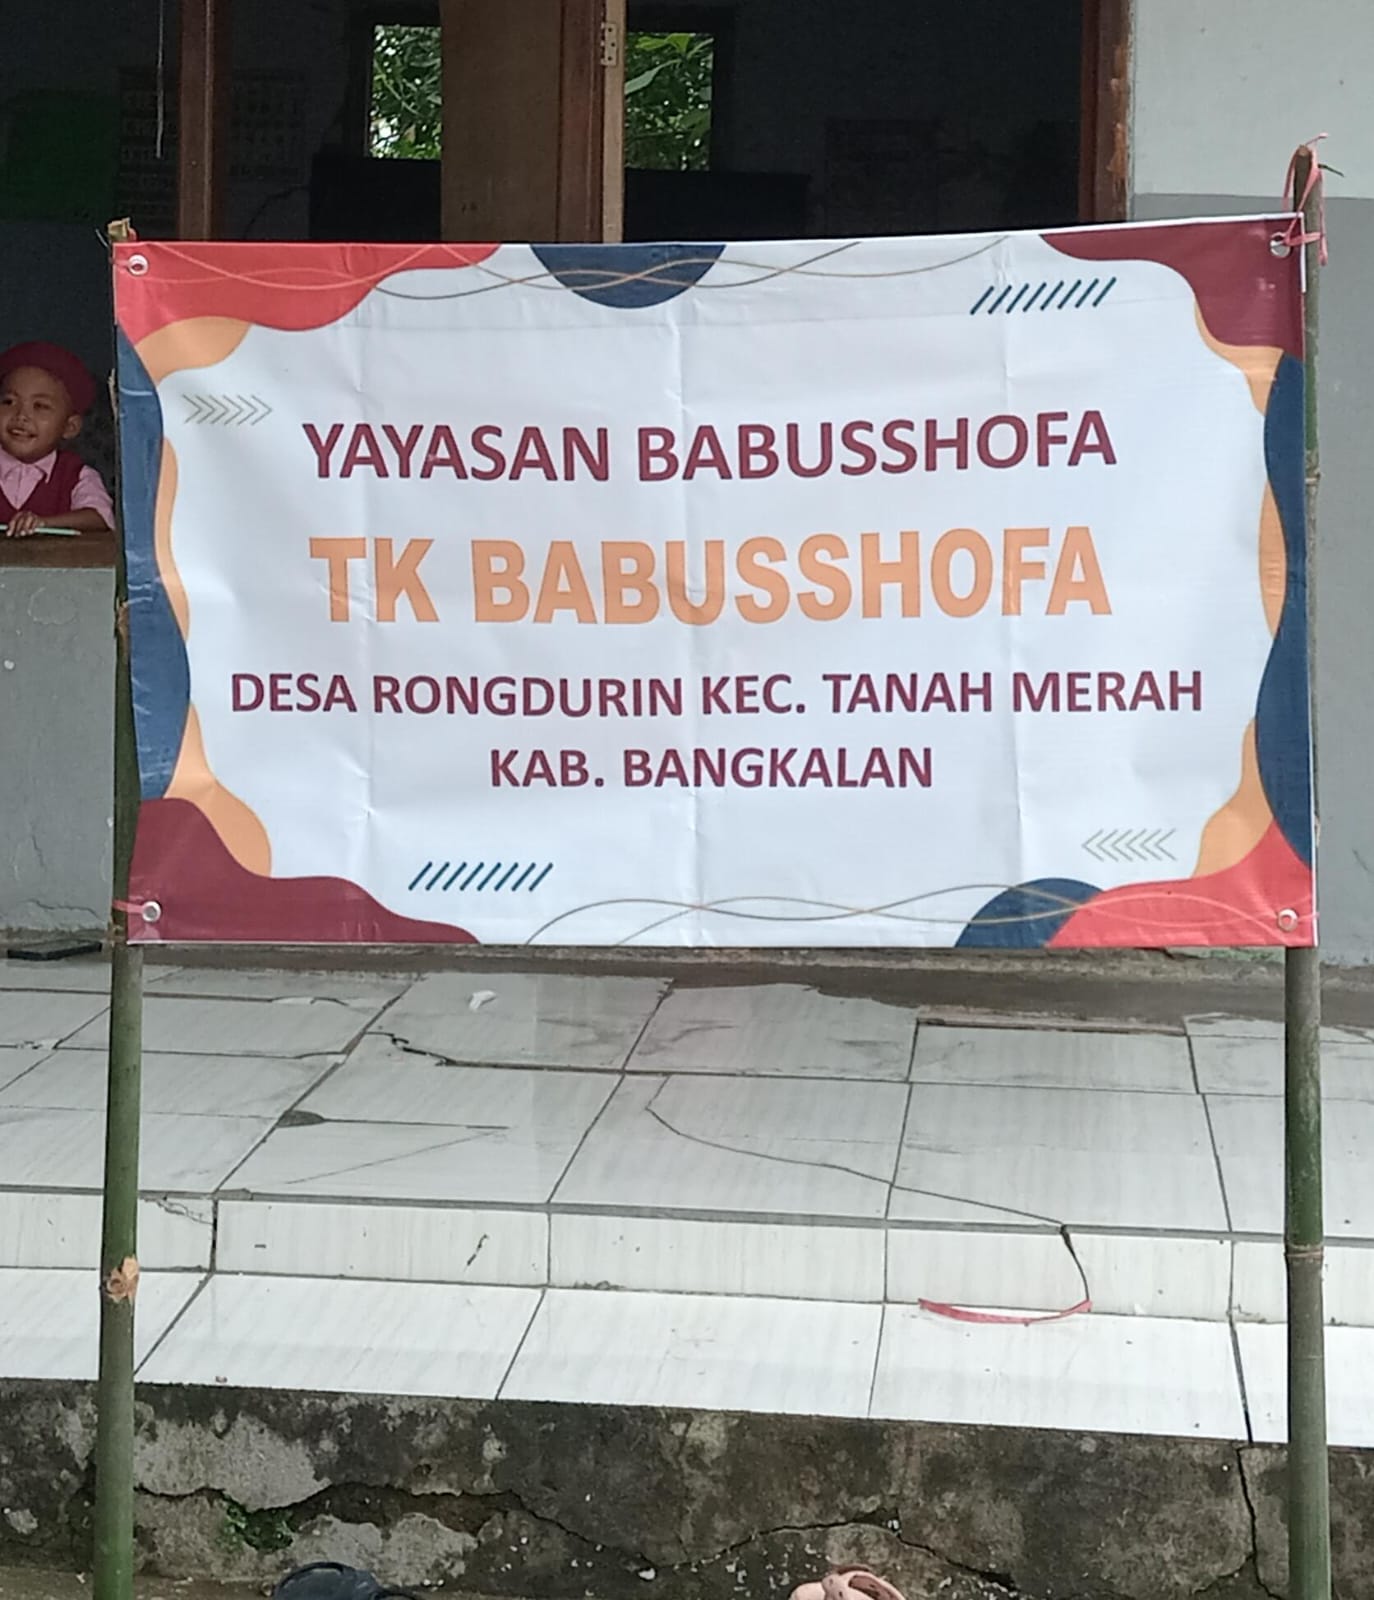 YAYASAN BABUSSHOFA
TK BABUSSHOFA
DESA RONGDURIN KEC. TANAH MERAH
KAB. BANGKALAN